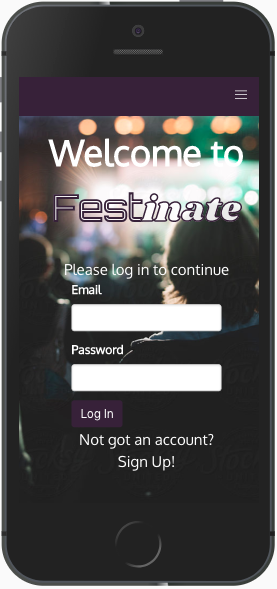 Welcome to
Festinate
Please log in to continue
Email
Password
Log In
Not got an account?
Sign Up!